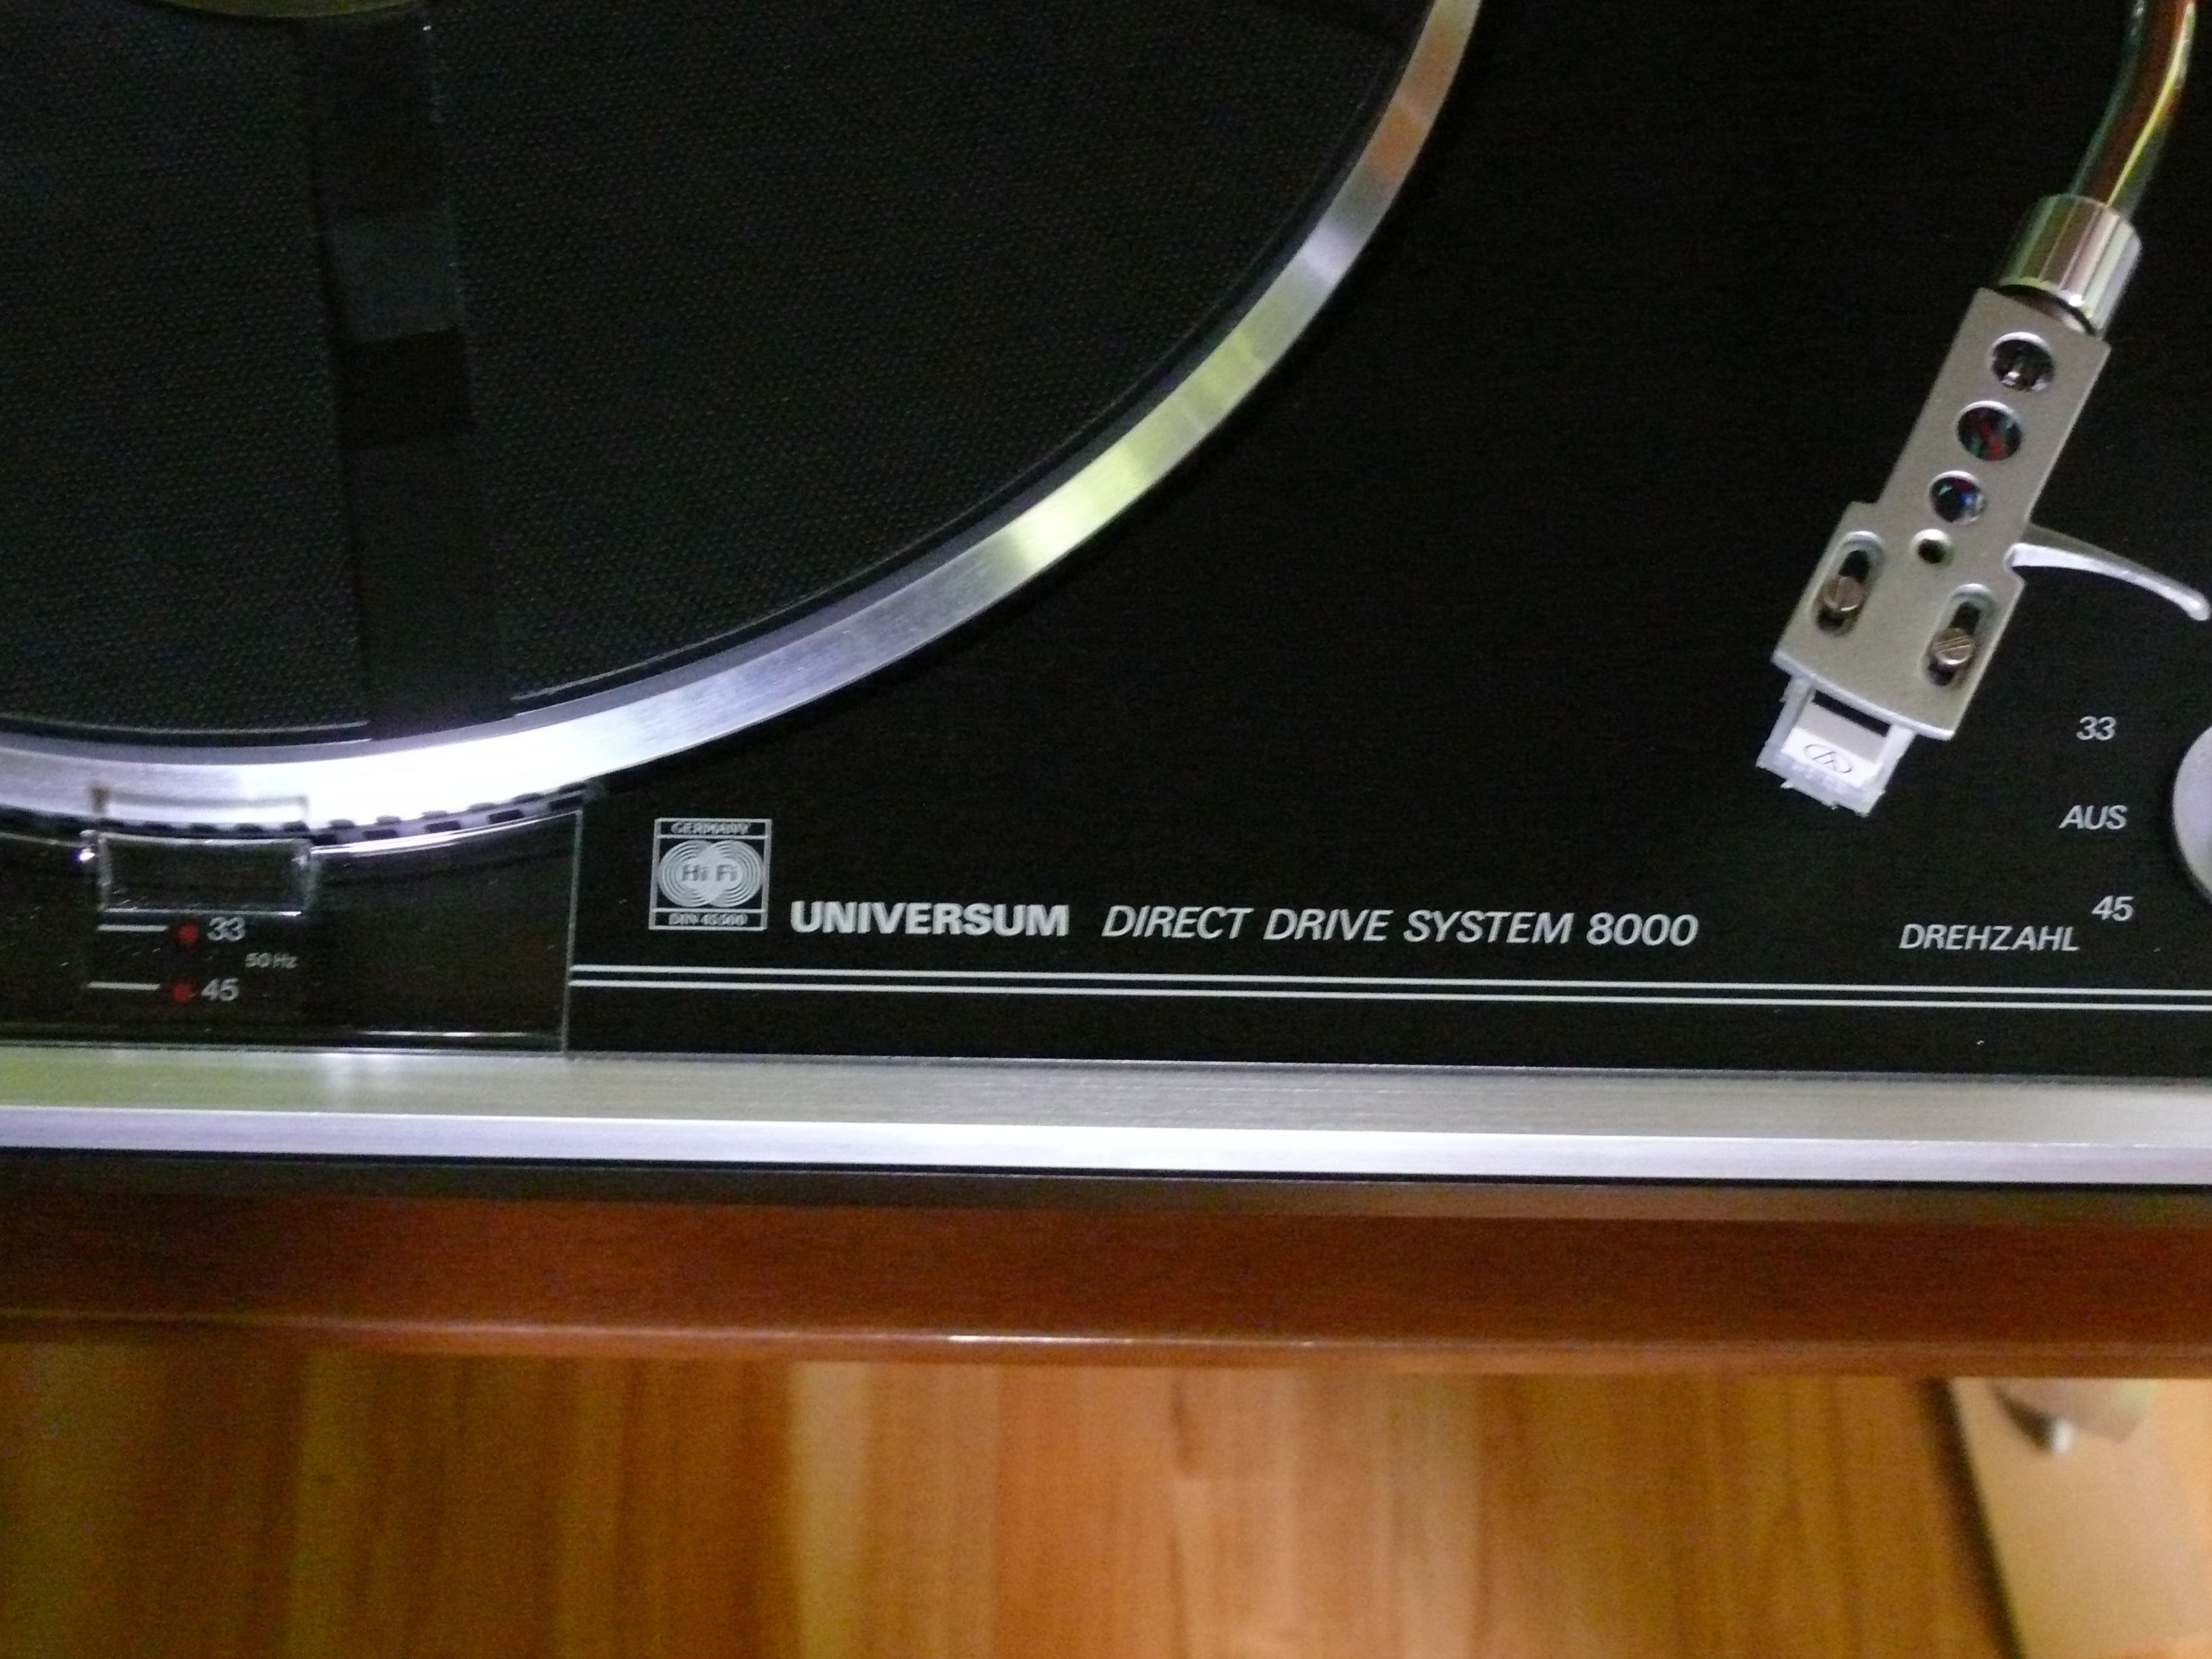 33
AUS
45
DREHZAHL
GERMANY
Hi Fi
DIN 45500
UNIVERSUM DIRECT DRIVE SYSTEM 8000
33
50 Hz
45